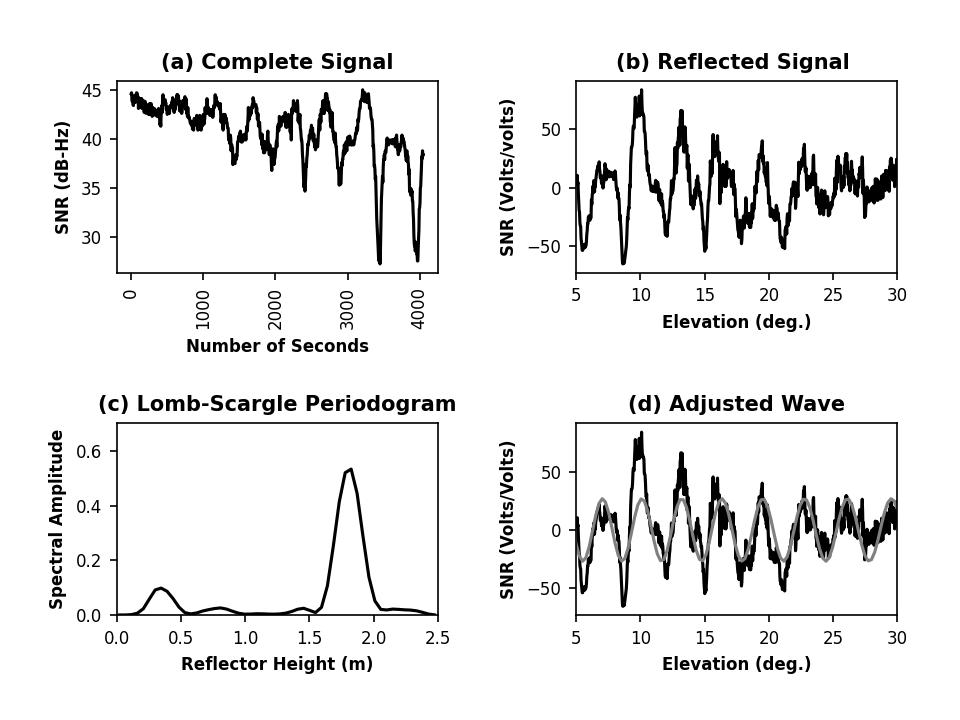 (a) Complete Signal
SNR (dB-Hz)
45
40
35
30
0
1000
2000
3000
4000
Number of Seconds
(b) Reflected Signal
SNR (Volts/volts)
50
0
−50
5 10 15 20 25 30
Elevation (deg.)
(c) Lomb-Scargle Periodogram
Spectral Amplitude
0.6
0.4
0.2
0.0
0.0 0.5 1.0 1.5 2.0 2.5
Reflector Height (m)
(d) Adjusted Wave
SNR (Volts/Volts)
50
0
−50
5 10 15 20 25 30
Elevation (deg.)